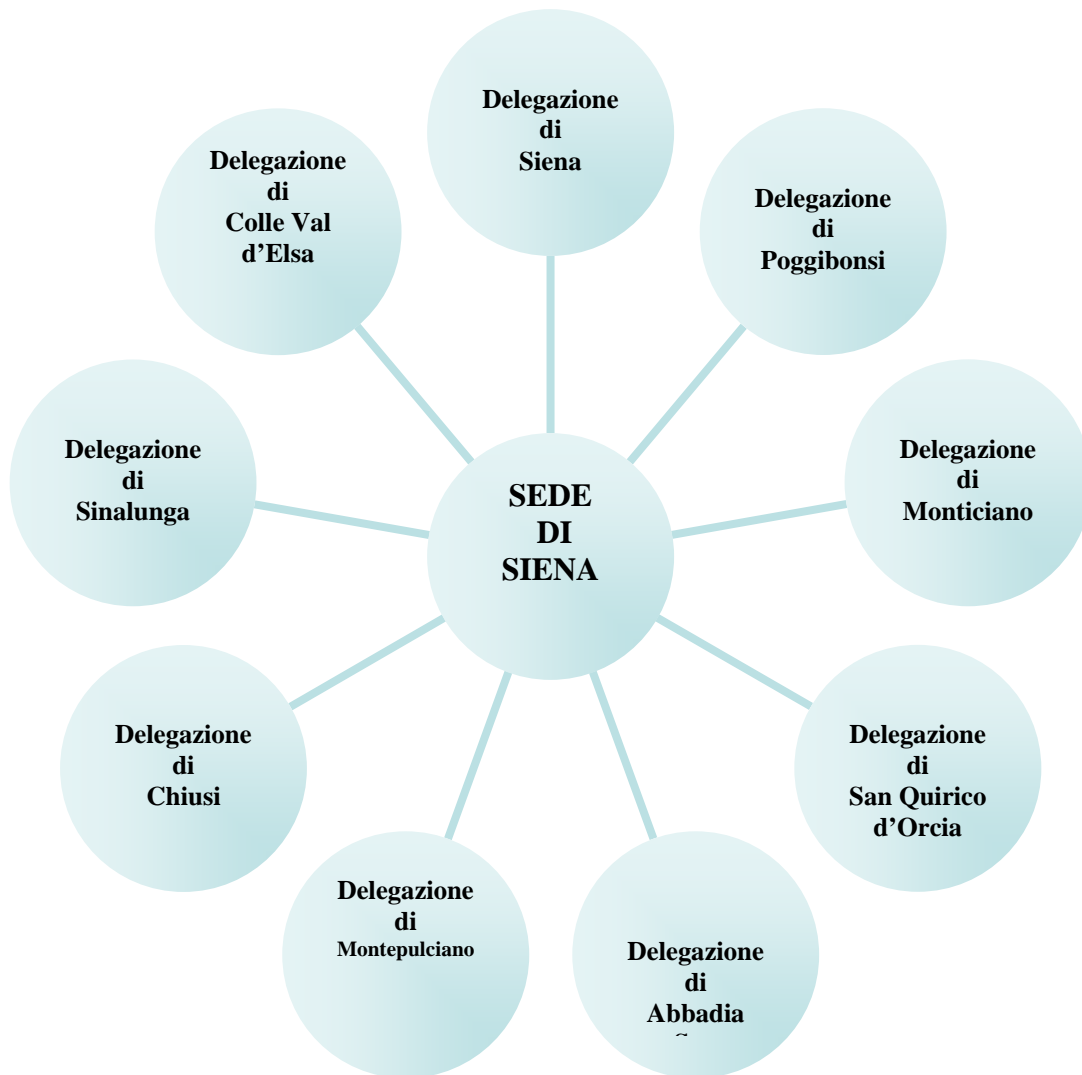 Delegazione
di
Siena
Delegazione
di
Poggibonsi
Delegazione
di
Monticiano
Delegazione
di
San Quirico
d’Orcia
Delegazione
di
Abbadia
Delegazione
di
Montepulciano
Delegazione
di
Chiusi
Delegazione
di
Sinalunga
Delegazione
di
Colle Val
d’Elsa
SEDE
DI
SIENA